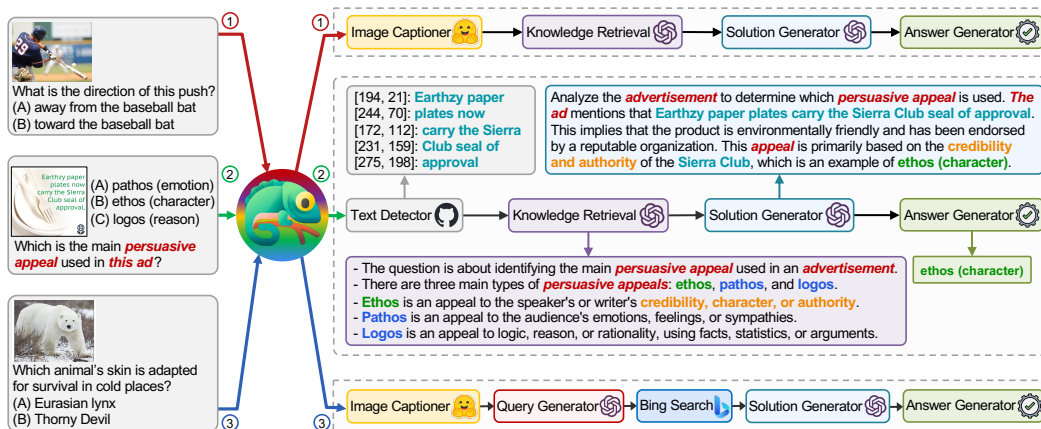 ①
①
Image Captioner
Knowledge Retrieval
Solution Generator
Answer Generator
29
What is the direction of this push?
(A) away from the baseball bat
(B) toward the baseball bat
②
②
Earthzy paper
plates now
carry the Sierra
Club seal of
approval.
(A) pathos (emotion)
(B) ethos (character)
(C) logos (reason)
Which is the main persuasive
appeal used in this ad?
[194, 21]: Earthzy paper
[244, 70]: plates now
[172, 112]: carry the Sierra
[231, 159]: Club seal of
[275, 198]: approval
Analyze the advertisement to determine which persuasive appeal is used. The
ad mentions that Earthzy paper plates carry the Sierra Club seal of approval.
This implies that the product is environmentally friendly and has been endorsed
by a reputable organization. This appeal is primarily based on the credibility
and authority of the Sierra Club, which is an example of ethos (character).
Text Detector
Knowledge Retrieval
Solution Generator
Answer Generator
- The question is about identifying the main persuasive appeal used in an advertisement.
- There are three main types of persuasive appeals: ethos, pathos, and logos.
- Ethos is an appeal to the speaker's or writer's credibility, character, or authority.
- Pathos is an appeal to the audience's emotions, feelings, or sympathies.
- Logos is an appeal to logic, reason, or rationality, using facts, statistics, or arguments.
ethos (character)
Which animal's skin is adapted
for survival in cold places?
(A) Eurasian lynx
(B) Thorny Devil
③
③
Image Captioner
Query Generator
Bing Search
Solution Generator
Answer Generator